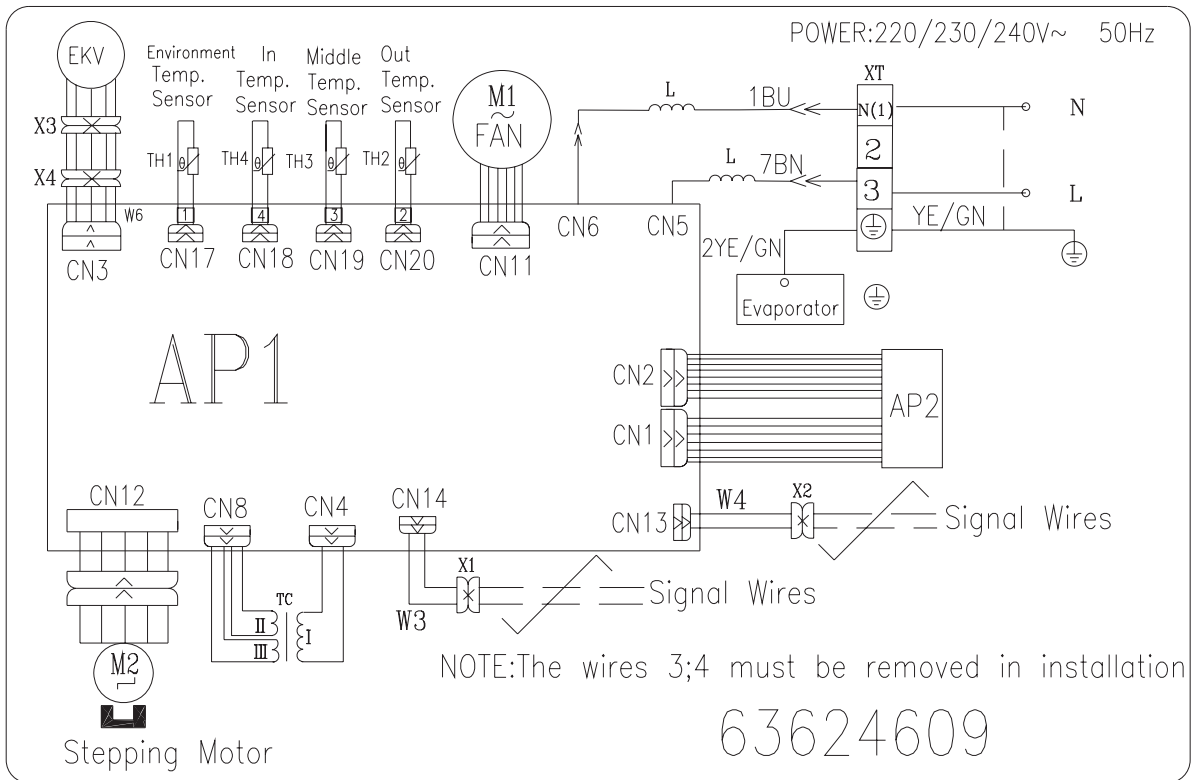 POWER:220/230/240V~ 50Hz
EKV
Environment Temp. Sensor
In Temp. Sensor
Middle Temp. Sensor
Out Temp. Sensor
M1
~
FAN
L
1BU
XT
N(1)
N
X3
TH1
θ
TH4
θ
TH3
θ
TH2
θ
2
L
7BN
3
L
X4
W6
1
4
3
2
CN6
CN5
YE/GN
CN3
CN17
CN18
CN19
CN20
CN11
2YE/GN
Evaporator
AP1
CN2
AP2
CN1
CN12
CN8
CN4
CN14
W4
X2
CN13
Signal Wires
X1
TC
II
I
III
W3
Signal Wires
M2
NOTE:The wires 3;4 must be removed in installation
63624609
Stepping Motor